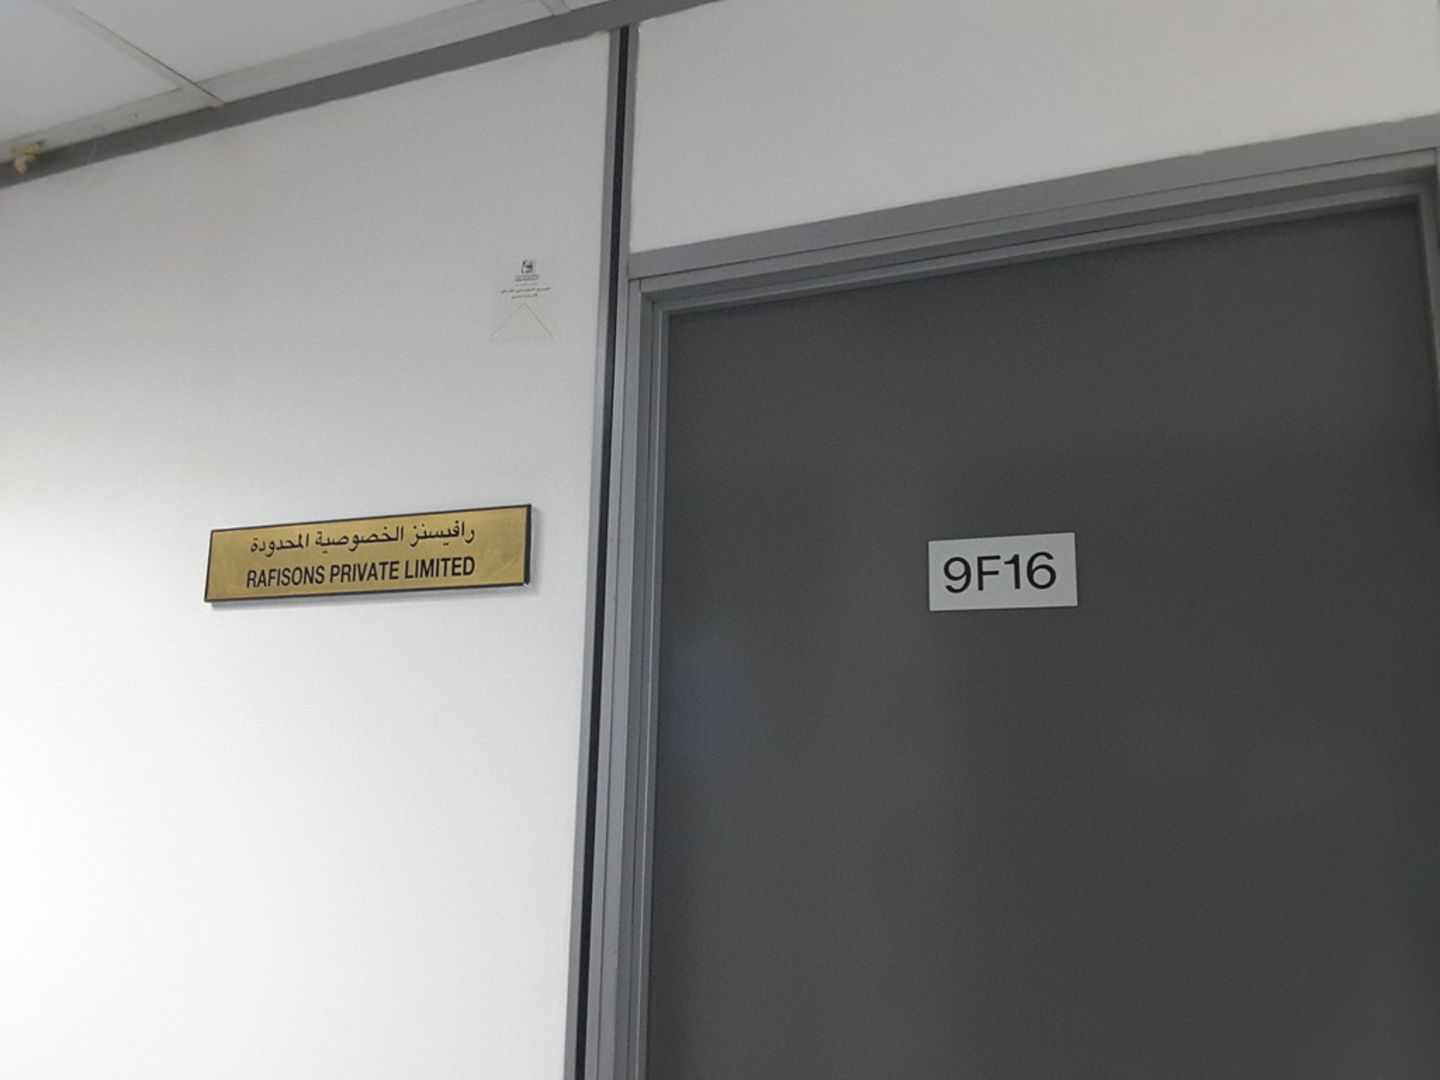 رافيسنز الخصوصية المحدودة
RAFISONS PRIVATE LIMITED
9F16